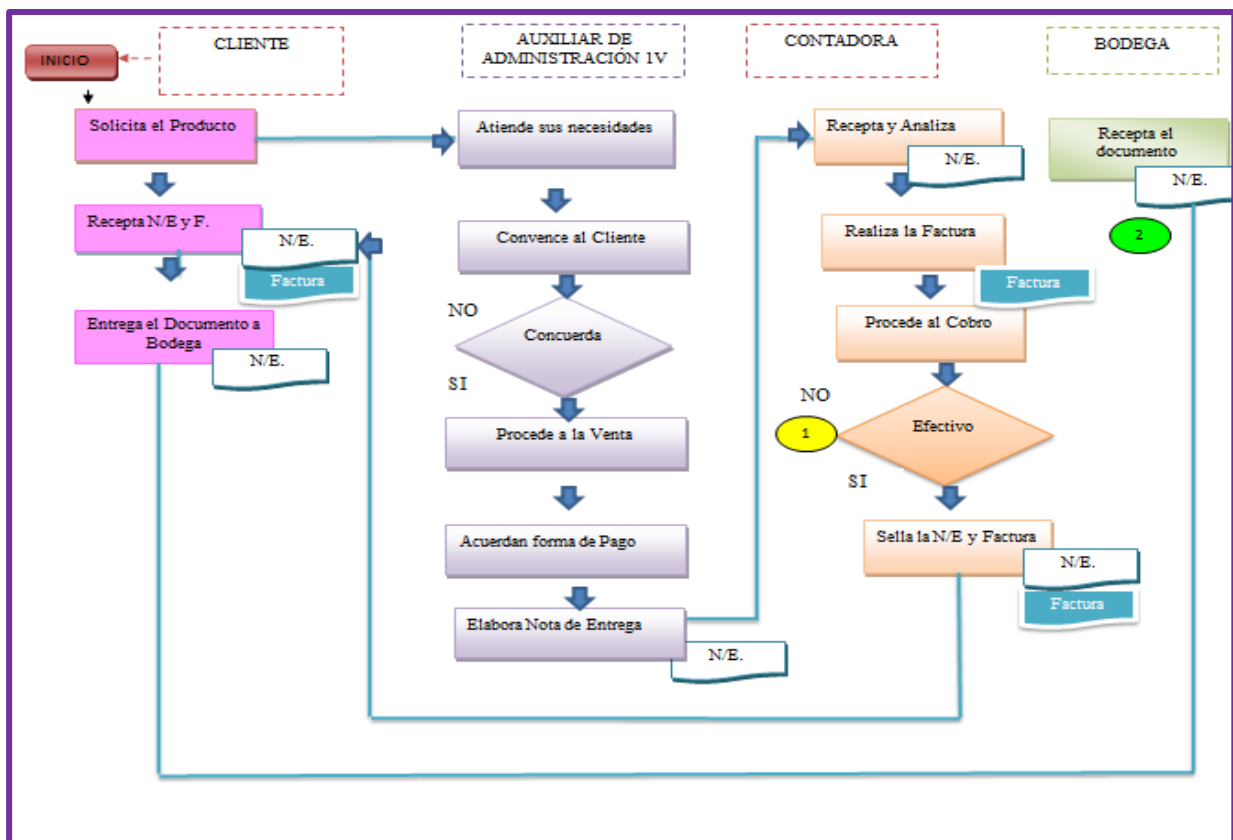 INICIO
CLIENTE
AUXILIAR DE
ADMINISTRACIÓN 1V
CONTADORA
BODEGA
Solicita el Producto
Recepta N/E y F.
N/E.
Factura
Entrega el Documento a
Bodega
N/E.
Atiende sus necesidades
Convence al Cliente
NO
Concuerda
SI
Procede a la Venta
Acuerdan forma de Pago
Elabora Nota de Entrega
N/E.
Recepta y Analiza
N/E.
Realiza la Factura
Factura
Procede al Cobro
NO
1
Efectivo
SI
Sella la N/E y Factura
N/E.
Factura
Recepta el
documento
N/E.
2